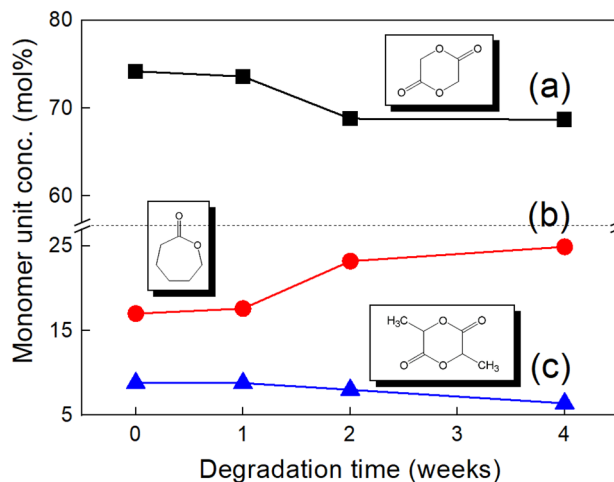 80
70
60
25
15
5
Monomer unit conc. (mol%)
O
O
O
O
(a)
(b)
O
O
H₃C
O
O
O
O
CH₃
(c)
0
1
2
3
4
Degradation time (weeks)